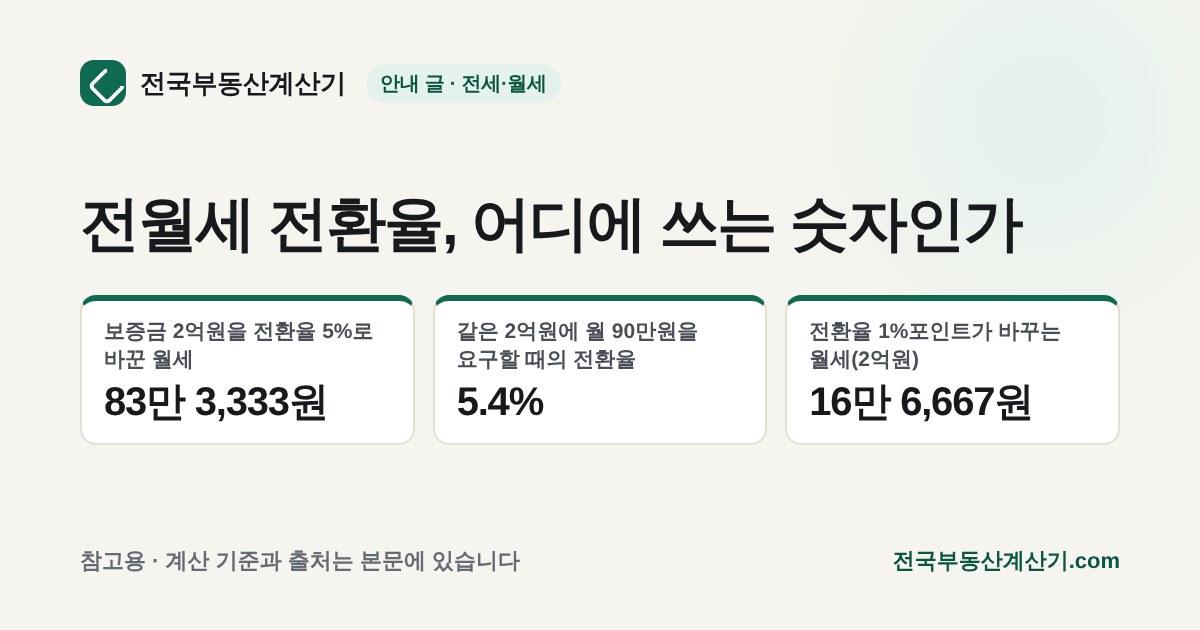 전국부동산계산기
안내 글 · 전세·월세
전월세 전환율, 어디에 쓰는 숫자인가
보증금 2억원을 전환율 5%로
바꾼 월세
83만 3,333원
같은 2억원에 월 90만원을
요구할 때의 전환율
5.4%
전환율 1%포인트가 바꾸는
월세(2억원)
16만 6,667원
참고용 · 계산 기준과 출처는 본문에 있습니다
전국부동산계산기.com